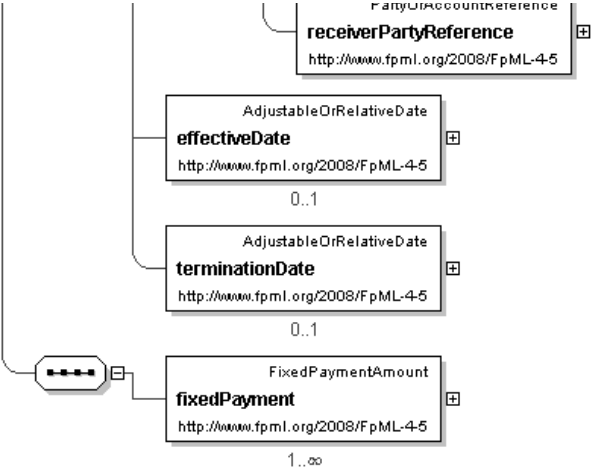 PartyOrAccountReference
receiverPartyReference
http://www.fpml.org/2008/FpML-4-5
AdjustableOrRelativeDate
effectiveDate
http://www.fpml.org/2008/FpML-4-5
0..1
AdjustableOrRelativeDate
terminationDate
http://www.fpml.org/2008/FpML-4-5
0..1
FixedPaymentAmount
fixedPayment
http://www.fpml.org/2008/FpML-4-5
1..∞